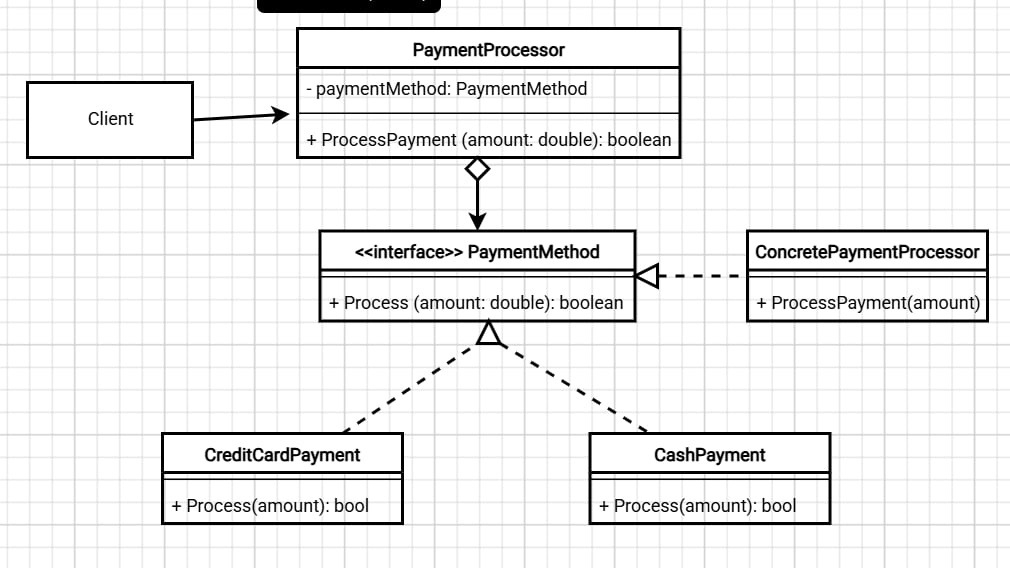 PaymentProcessor
- paymentMethod: PaymentMethod
Client
+ ProcessPayment (amount: double): boolean
<<interface>> PaymentMethod
ConcretePaymentProcessor
+ Process (amount: double): boolean
+ ProcessPayment(amount)
CreditCardPayment
CashPayment
+ Process(amount): bool
+ Process(amount): bool